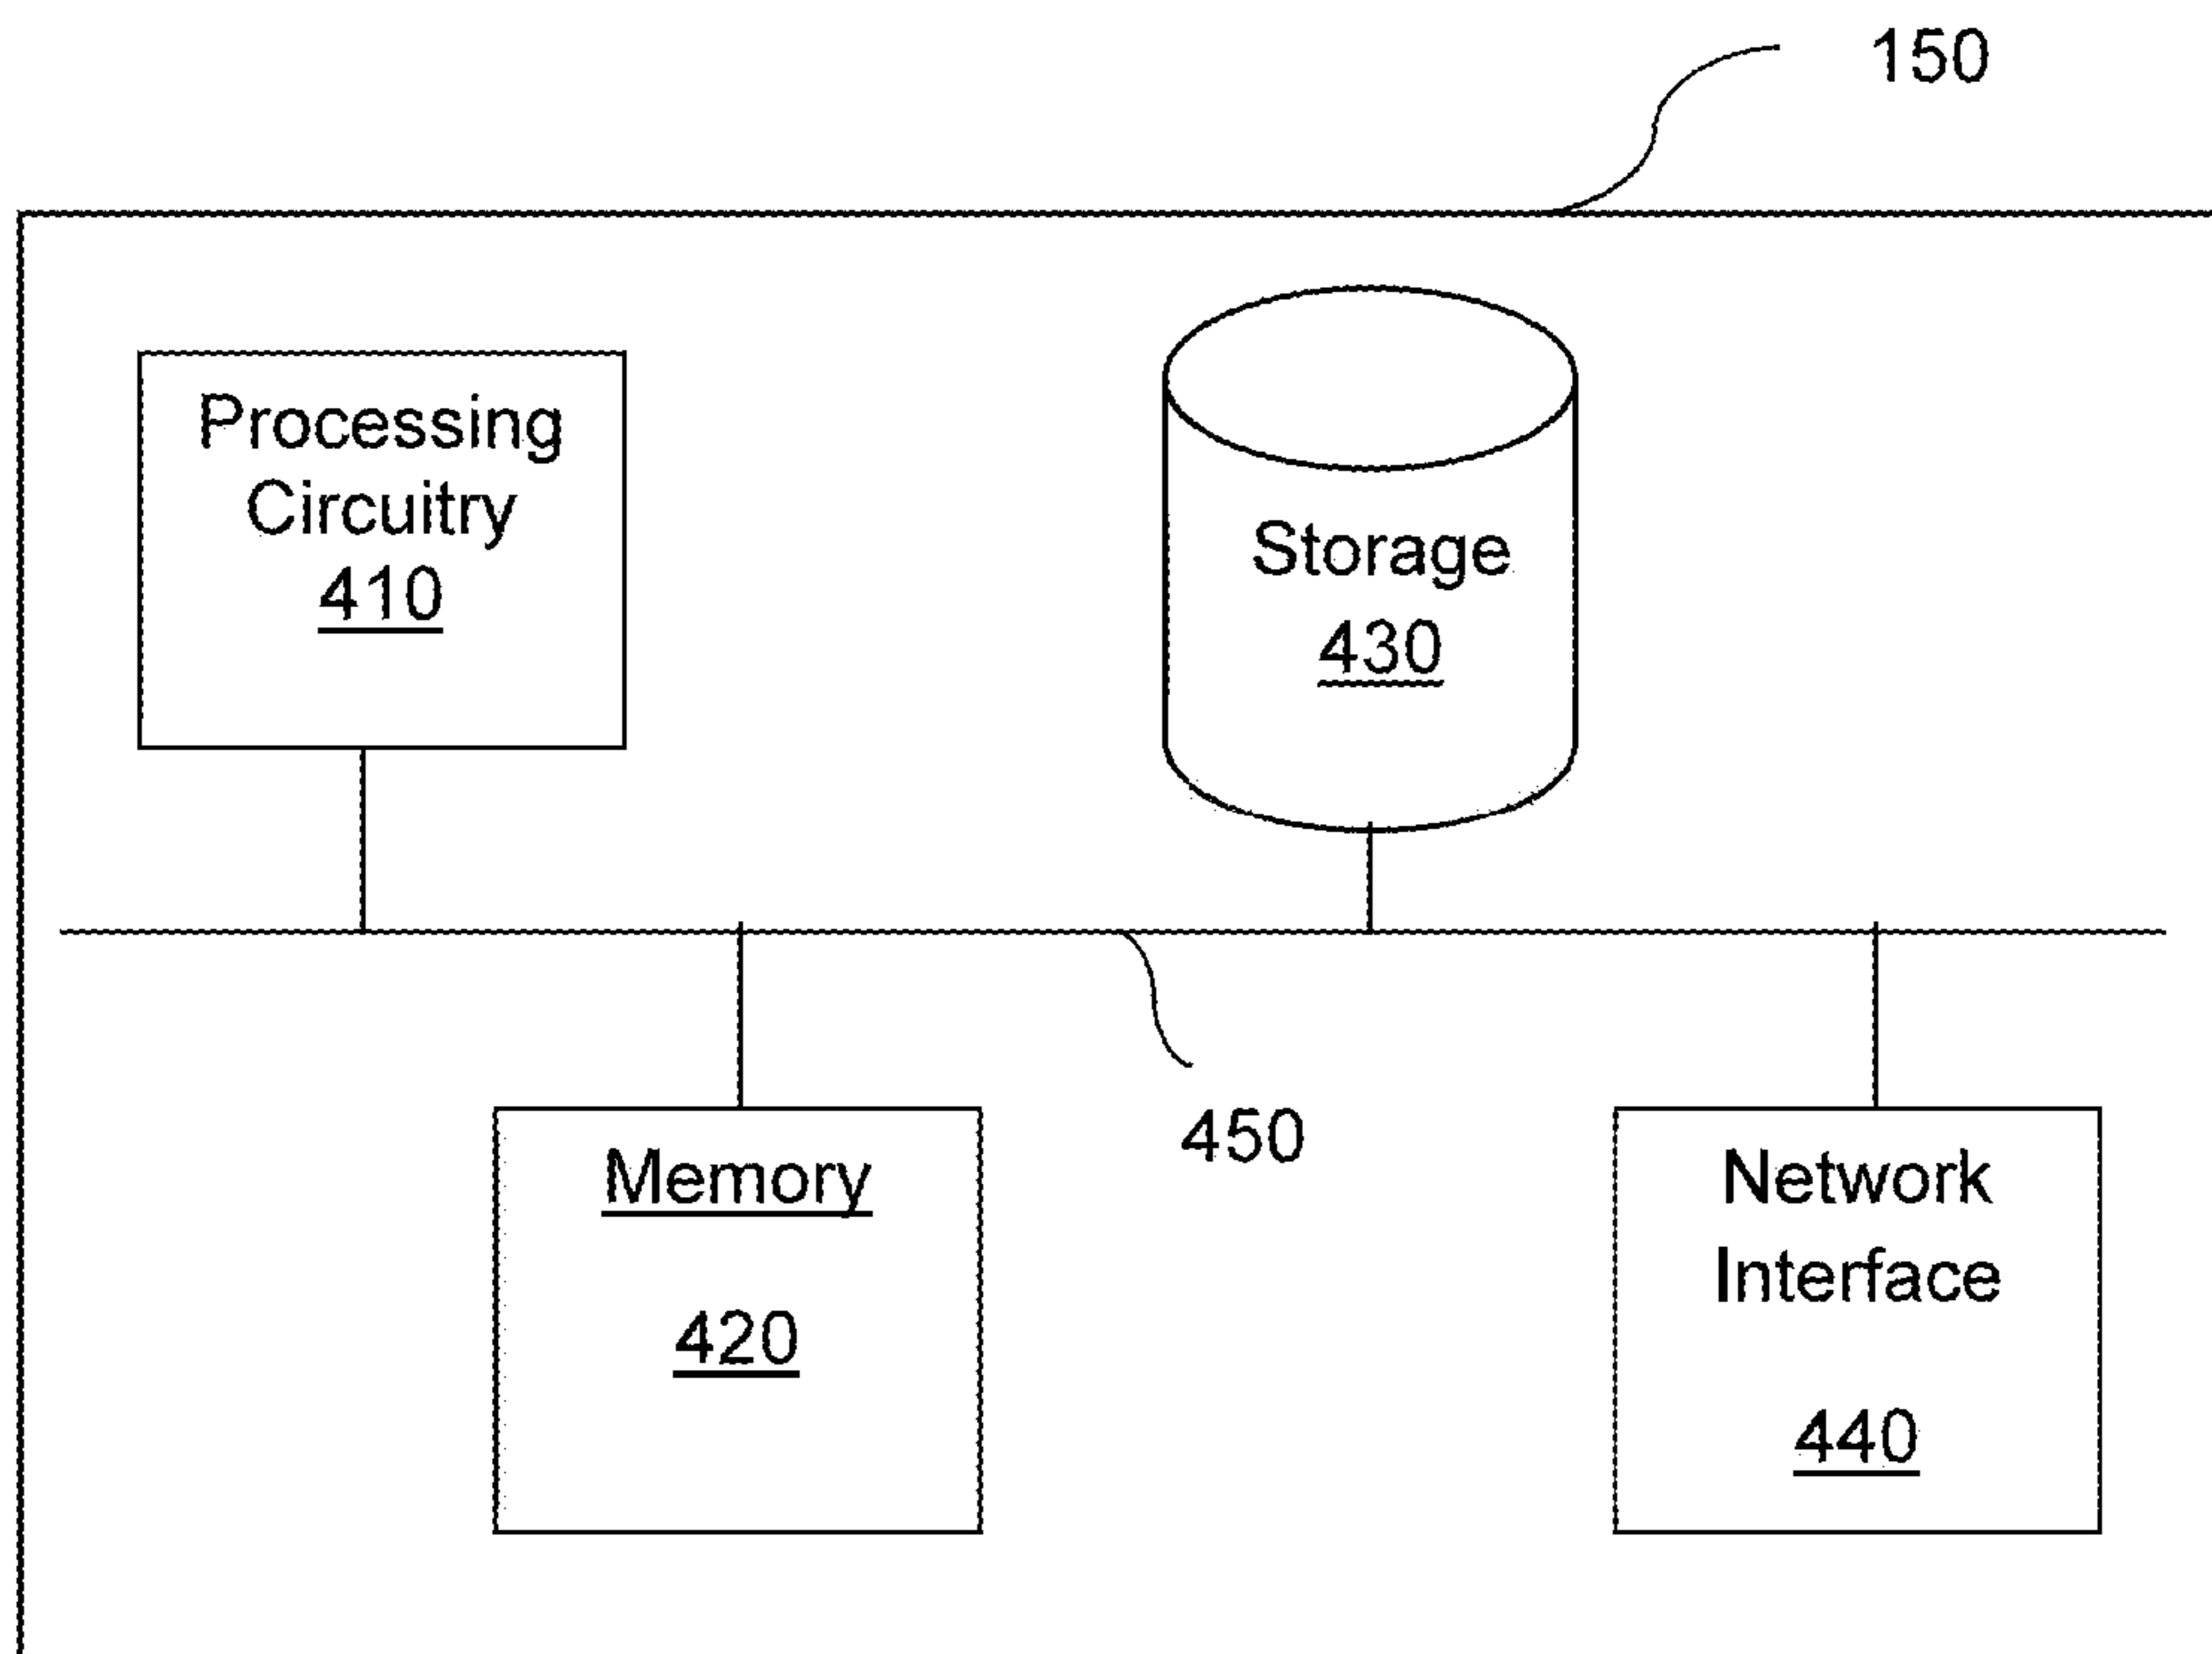 150
Processing
Circuitry
410
Storage
430
450
Memory
420
Network
Interface
440